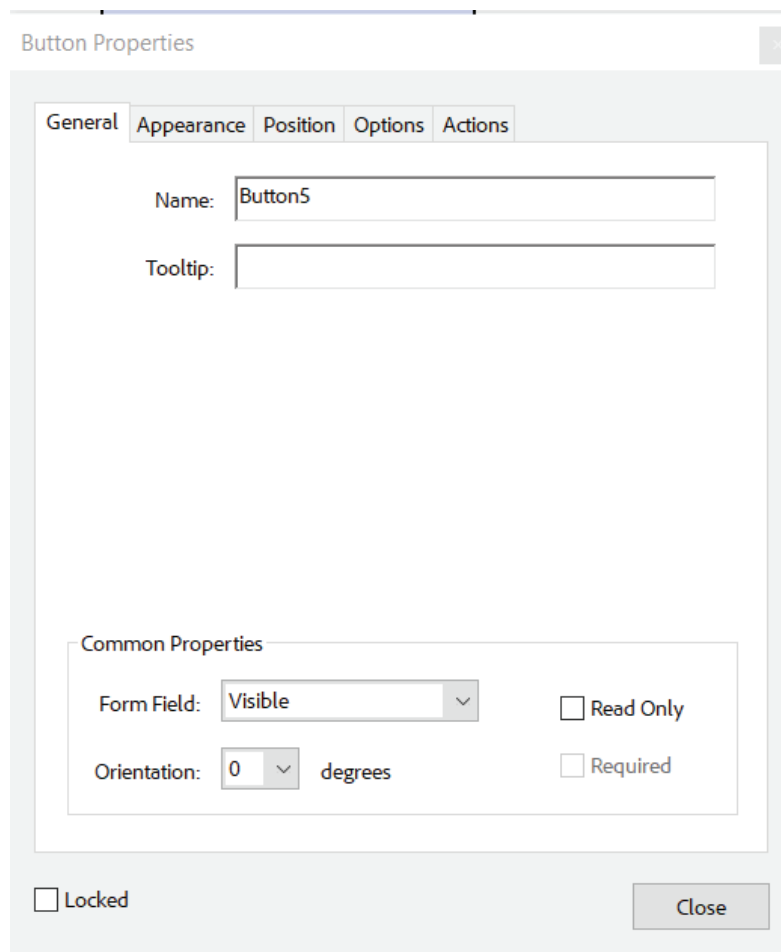 Button Properties
General Appearance Position Options Actions
Name: Button5
Tooltip:
Common Properties
Form Field: Visible
Read Only
Orientation: 0 degrees
Required
Locked
Close